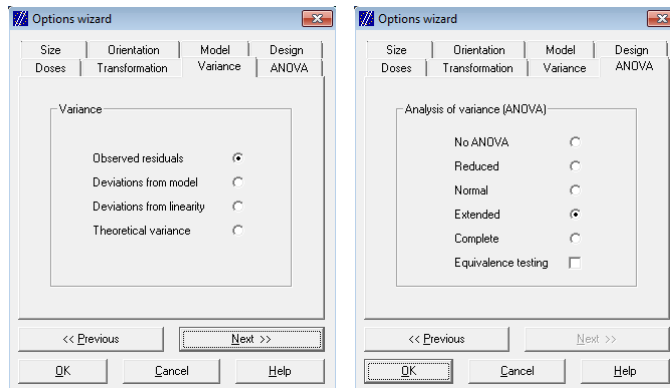 Options wizard
Size Orientation Model Design
Doses Transformation Variance ANOVA
Variance
Observed residuals
Deviations from model
Deviations from linearity
Theoretical variance
<< Previous Next >>
OK Cancel Help
Options wizard
Size Orientation Model Design
Doses Transformation Variance ANOVA
Analysis of variance (ANOVA)
No ANOVA
Reduced
Normal
Extended
Complete
Equivalence testing
<< Previous Next >>
OK Cancel Help